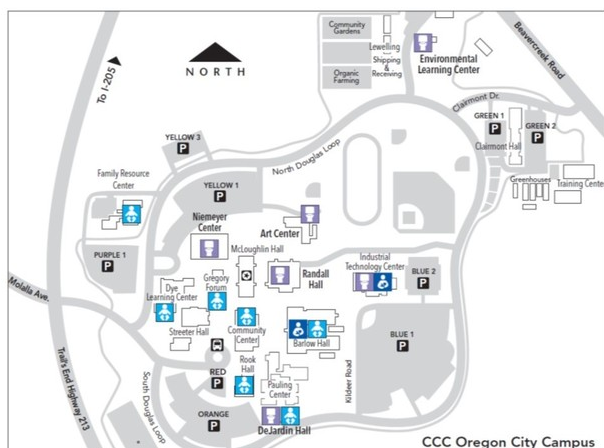 Community
Gardens
Lewelling
Shipping
&
Receiving
Organic
Farming
Environmental
Learning Center
Beavercreek Road
To I-205
NORTH
Clairmont Dr.
GREEN 1
P
GREEN 2
P
Clairmont Hall
Greenhouses
Training Center
YELLOW 3
P
North Douglas Loop
Family Resource
Center
YELLOW 1
P
Niemeyer
Center
Art Center
McLoughlin Hall
PURPLE 1
P
Randall
Hall
Industrial
Technology Center
BLUE 2
P
Molalla Ave.
Dye
Learning Center
Gregory
Forum
Streeter Hall
Community
Center
Barlow Hall
BLUE 1
P
Rook
Hall
RED
P
Pauling
Center
Kildeer Road
Trail's End Highway 213
South Douglas Loop
ORANGE
P
DeJardin Hall
CCC Oregon City Campus